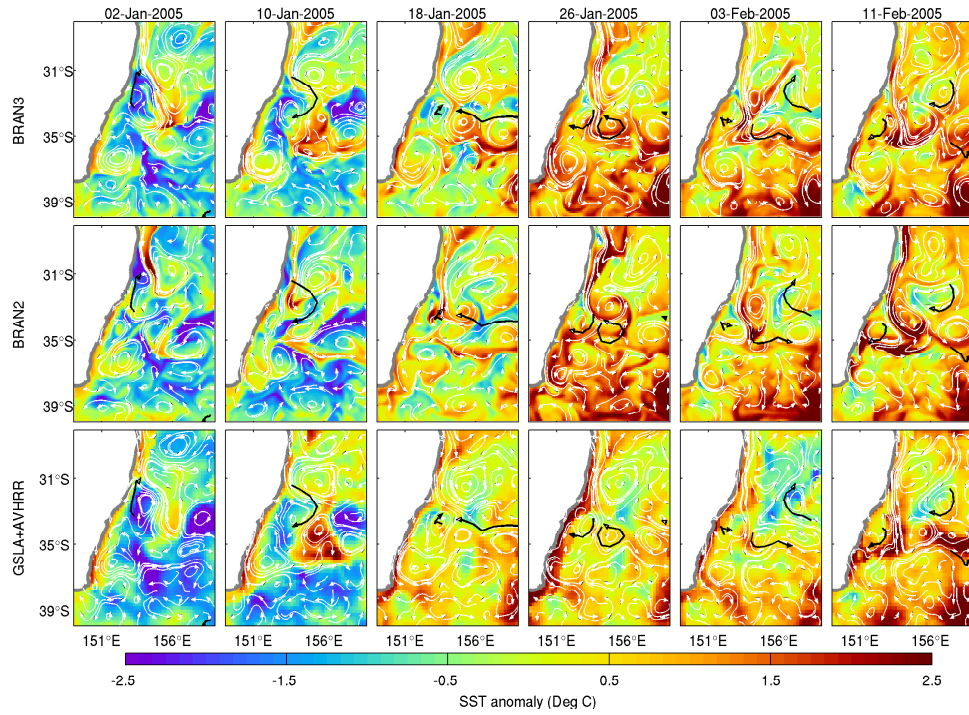 02-Jan-2005 10-Jan-2005 18-Jan-2005 26-Jan-2005 03-Feb-2005 11-Feb-2005
BRAN3
31°S
35°S
39°S
BRAN2
31°S
35°S
39°S
GSLA+AVHRR
31°S
35°S
39°S
151°E 156°E 151°E 156°E 151°E 156°E 151°E 156°E 151°E 156°E 151°E 156°E
-2.5 -1.5 -0.5 0.5 1.5 2.5
SST anomaly (Deg C)